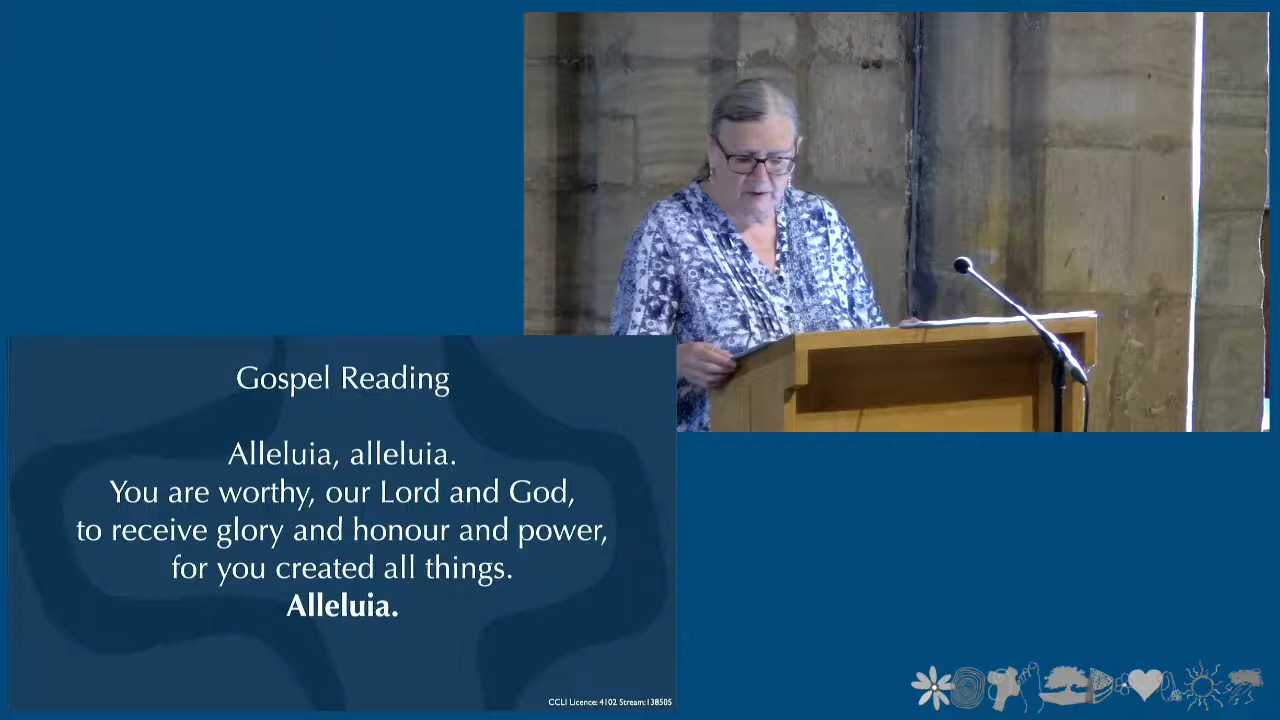 Gospel Reading
Alleluia, alleluia.
You are worthy, our Lord and God,
to receive glory and honour and power,
for you created all things.
Alleluia.
CCLI Licence: 4102 Stream:138505